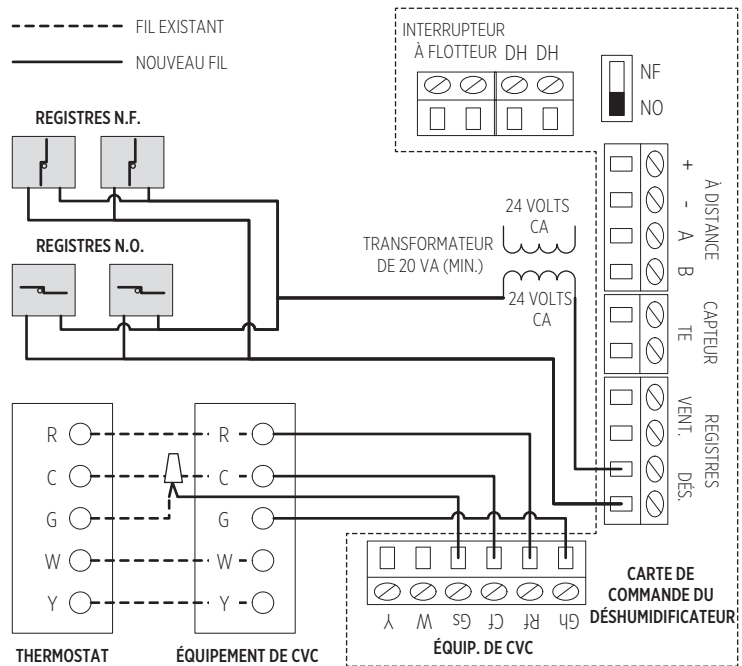 FIL EXISTANT
NOUVEAU FIL
REGISTRES N.F.
REGISTRES N.O.
INTERRUPTEUR
À FLOTTEUR DH DH
NF
NO
24 VOLTS
CA
TRANSFORMATEUR
DE 20 VA (MIN.)
24 VOLTS
CA
+
-
A
B
À DISTANCE
TE
CAPTEUR
VENT.
DÉS.
REGISTRES
R
C
G
W
Y
THERMOSTAT
R
C
G
W
Y
ÉQUIPEMENT DE CVC
Y
W
Gs
Cf
Rf
Gh
ÉQUIP. DE CVC
CARTE DE
COMMANDE DU
DÉSHUMIDIFICATEUR